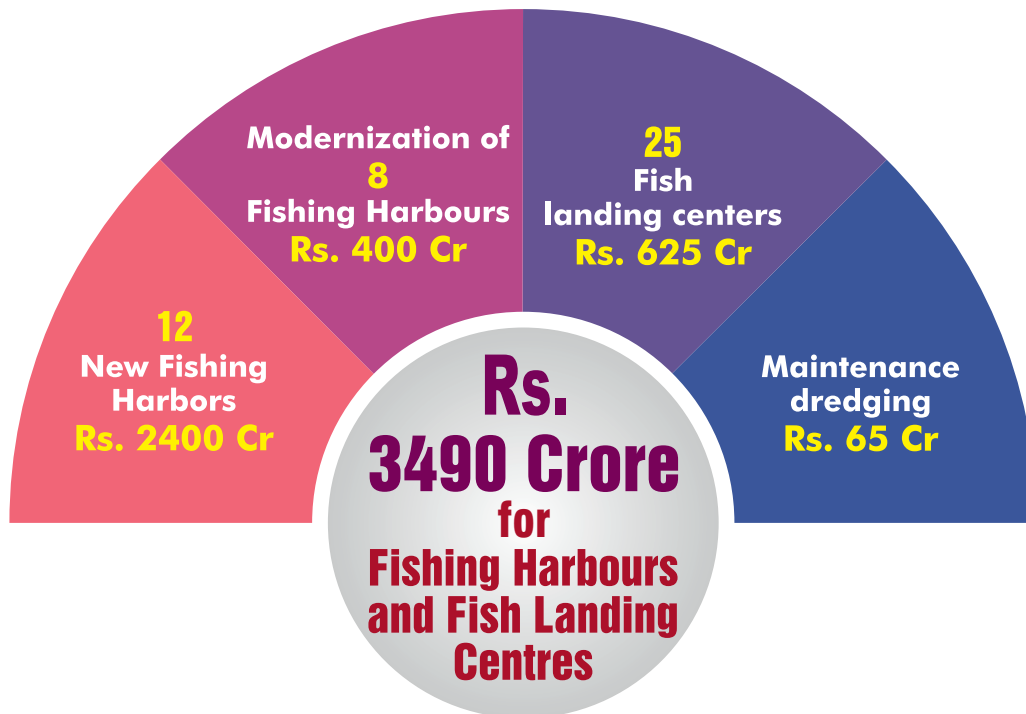 Modernization of
8
Fishing Harbours
Rs. 400 Cr
25
Fish
landing centers
Rs. 625 Cr
12
New Fishing
Harbors
Rs. 2400 Cr
Maintenance
dredging
Rs. 65 Cr
Rs.
3490 Crore
for
Fishing Harbours
and Fish Landing
Centres